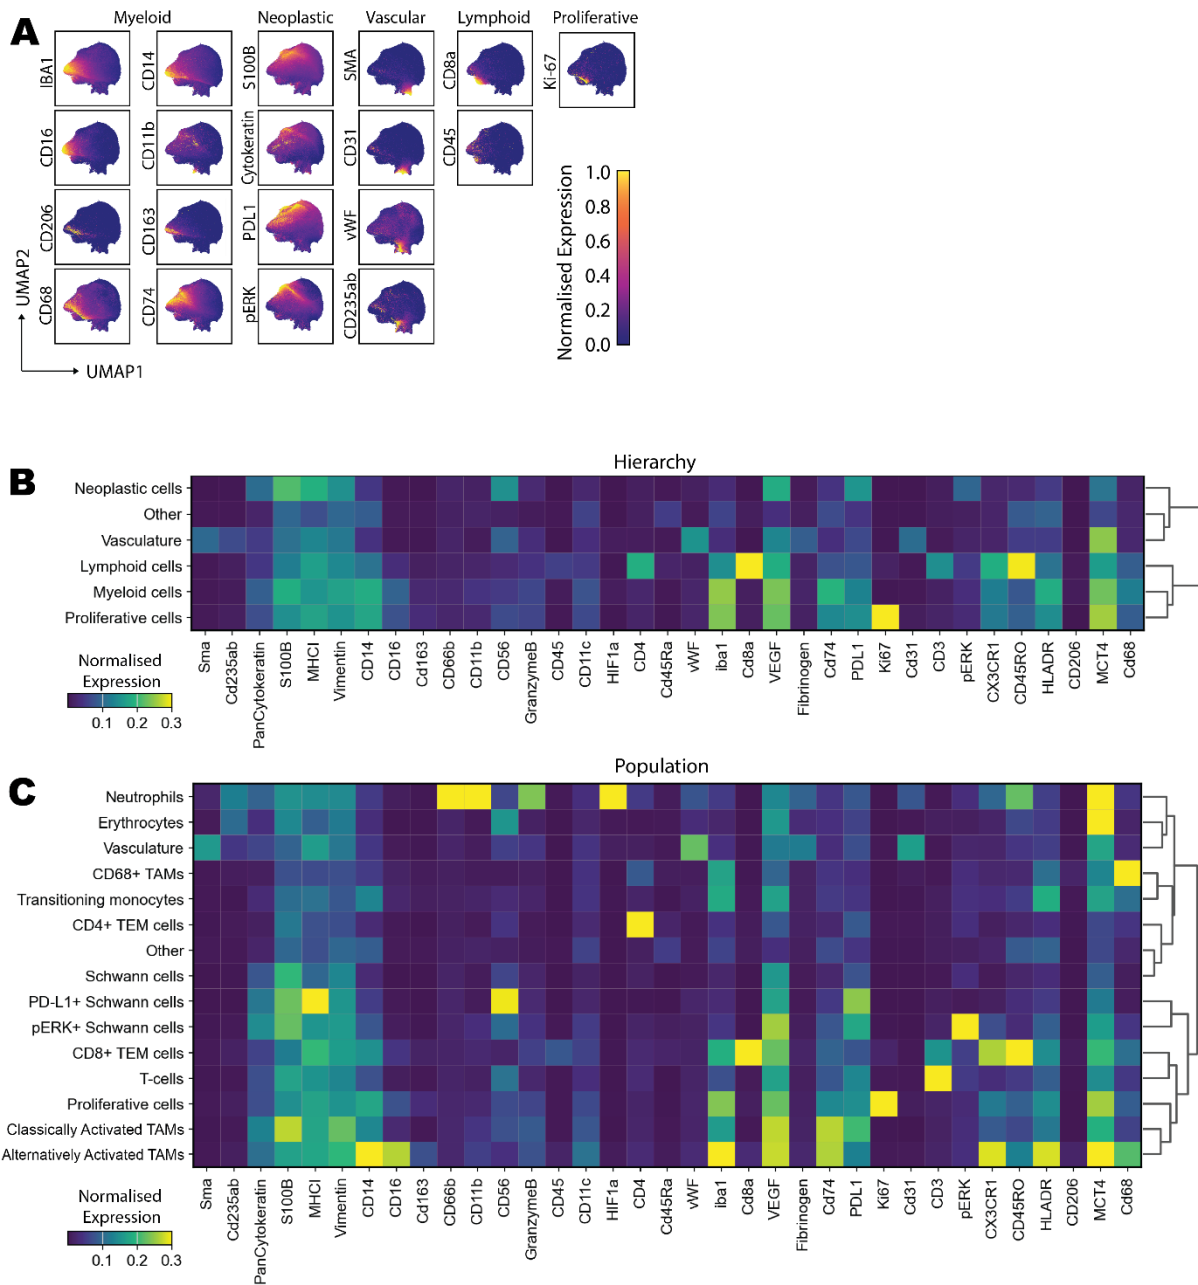 A
Myeloid
Neoplastic
Vascular
Lymphoid
Proliferative
IBA1
CD14
S100B
SMA
CD8a
Ki-67
CD16
CD11b
Cytokeratin
CD31
CD45
CD206
CD163
PDL1
vWF
CD68
CD74
pERK
CD235ab
UMAP2
UMAP1
Normalised Expression
1.0
0.8
0.6
0.4
0.2
0.0
B
Hierarchy
Neoplastic cells
Other
Vasculature
Lymphoid cells
Myeloid cells
Proliferative cells
Sma
Cd235ab
PanCytokeratin
S100B
MHCI
Vimentin
CD14
CD16
Cd163
CD66b
CD11b
CD56
GranzymeB
CD45
CD11c
HIF1a
CD4
Cd45Ra
vWF
iba1
Cd8a
VEGF
Fibrinogen
Cd74
PDL1
Ki67
Cd31
CD3
pERK
CX3CR1
CD45RO
HLADR
CD206
MCT4
Cd68
Normalised
Expression
0.1 0.2 0.3
C
Population
Neutrophils
Erythrocytes
Vasculature
CD68+ TAMs
Transitioning monocytes
CD4+ TEM cells
Other
Schwann cells
PD-L1+ Schwann cells
pERK+ Schwann cells
CD8+ TEM cells
T-cells
Proliferative cells
Classically Activated TAMs
Alternatively Activated TAMs
Sma
Cd235ab
PanCytokeratin
S100B
MHCI
Vimentin
CD14
CD16
Cd163
CD66b
CD11b
CD56
GranzymeB
CD45
CD11c
HIF1a
CD4
Cd45Ra
vWF
iba1
Cd8a
VEGF
Fibrinogen
Cd74
PDL1
Ki67
Cd31
CD3
pERK
CX3CR1
CD45RO
HLADR
CD206
MCT4
Cd68
Normalised
Expression
0.1 0.2 0.3